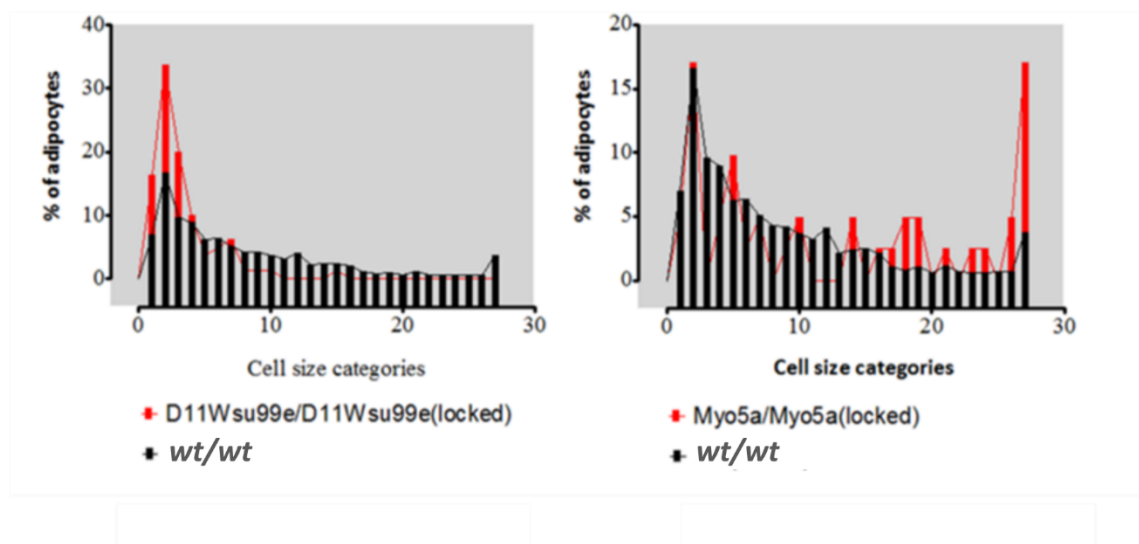 40
30
20
10
0
% of adipocytes
0 10 20 30
Cell size categories
D11Wsu99e/D11Wsu99e(locked)
wt/wt
20
15
10
5
0
% of adipocytes
0 10 20 30
Cell size categories
Myo5a/Myo5a(locked)
wt/wt